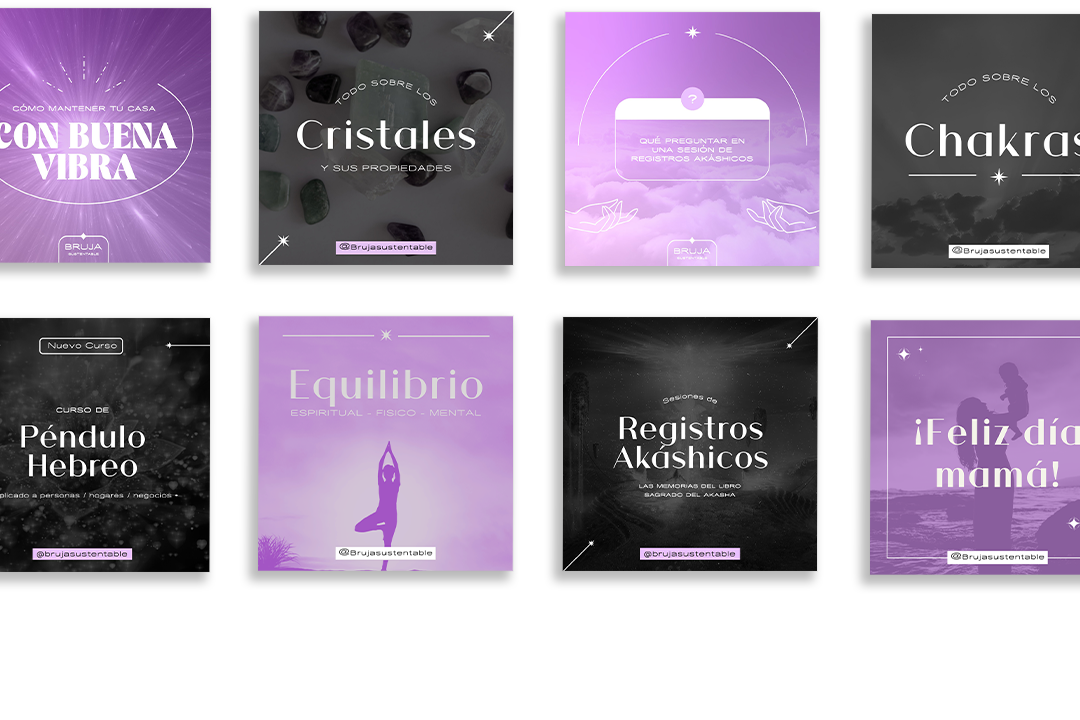 CÓMO MANTENER TU CASA
CON BUENA
VIBRA
BRUJA
SUSTENTABLE
TODO SOBRE LOS
Cristales
Y SUS PROPIEDADES
@Brujasustentable
?
QUÉ PREGUNTAR EN
UNA SESIÓN DE
REGISTROS AKÁSHICOS
BRUJA
SUSTENTABLE
TODO SOBRE LOS
Chakras
@Brujasustentable
Nuevo Curso
CURSO DE
Péndulo
Hebreo
plicado a personas / hogares / negocios •
@brujasustentable
Equilibrio
ESPIRITUAL - FISICO - MENTAL
@Brujasustentable
Sesiones de
Registros
Akáshicos
LAS MEMORIAS DEL LIBRO
SAGRADO DEL AKASHA
@brujasustentable
¡Feliz día
mamá!
@Brujasustentable